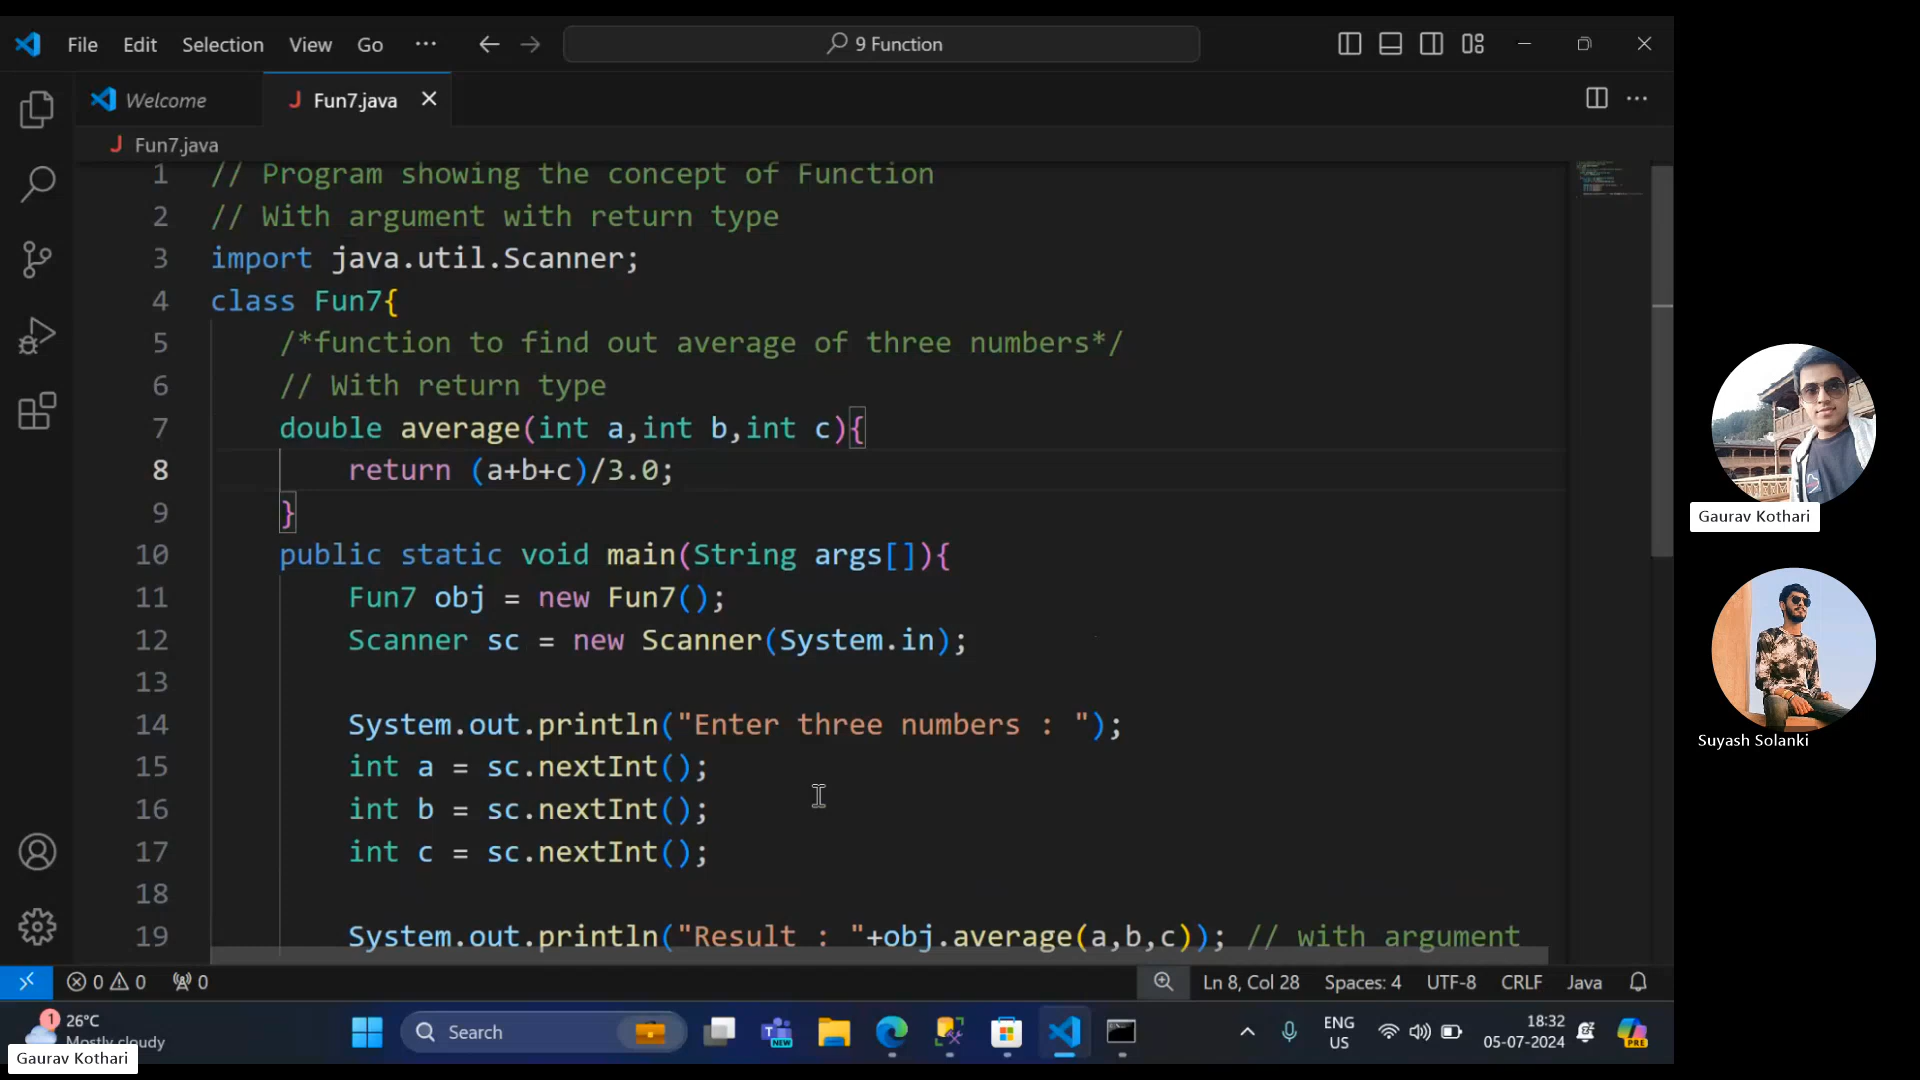 File Edit Selection View Go ··· 9 Function
Welcome Fun7.java
Fun7.java
1 // Program showing the concept of Function
2 // With argument with return type
3 import java.util.Scanner;
4 class Fun7{
5 /*function to find out average of three numbers*/
6 // With return type
7 double average(int a,int b,int c){
8 return (a+b+c)/3.0;
9 }
10 public static void main(String args[]){
11 Fun7 obj = new Fun7();
12 Scanner sc = new Scanner(System.in);
13
14 System.out.println("Enter three numbers : ");
15 int a = sc.nextInt();
16 int b = sc.nextInt();
17 int c = sc.nextInt();
18
19 System.out.println("Result : "+obj.average(a,b,c)); // with argument
Gaurav Kothari
Suyash Solanki
0 0 0 Ln 8, Col 28 Spaces: 4 UTF-8 CRLF Java
1 26°C
Mostly cloudy
Search
NEW
ENG
US
18:32
05-07-2024
PRE
Gaurav Kothari